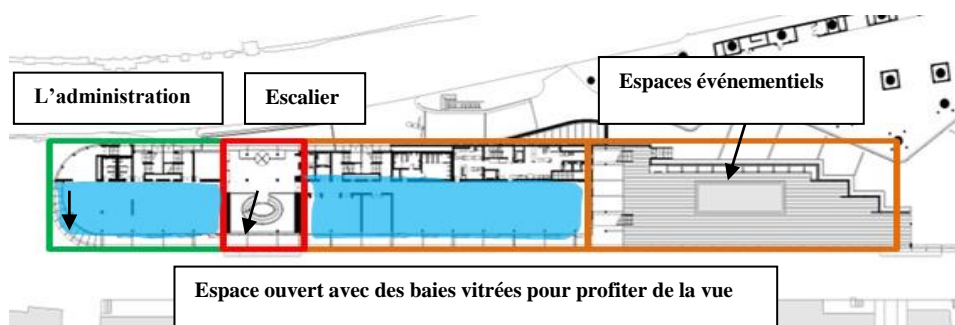 L'administration
Escalier
Espaces événementiels
Espace ouvert avec des baies vitrées pour profiter de la vue